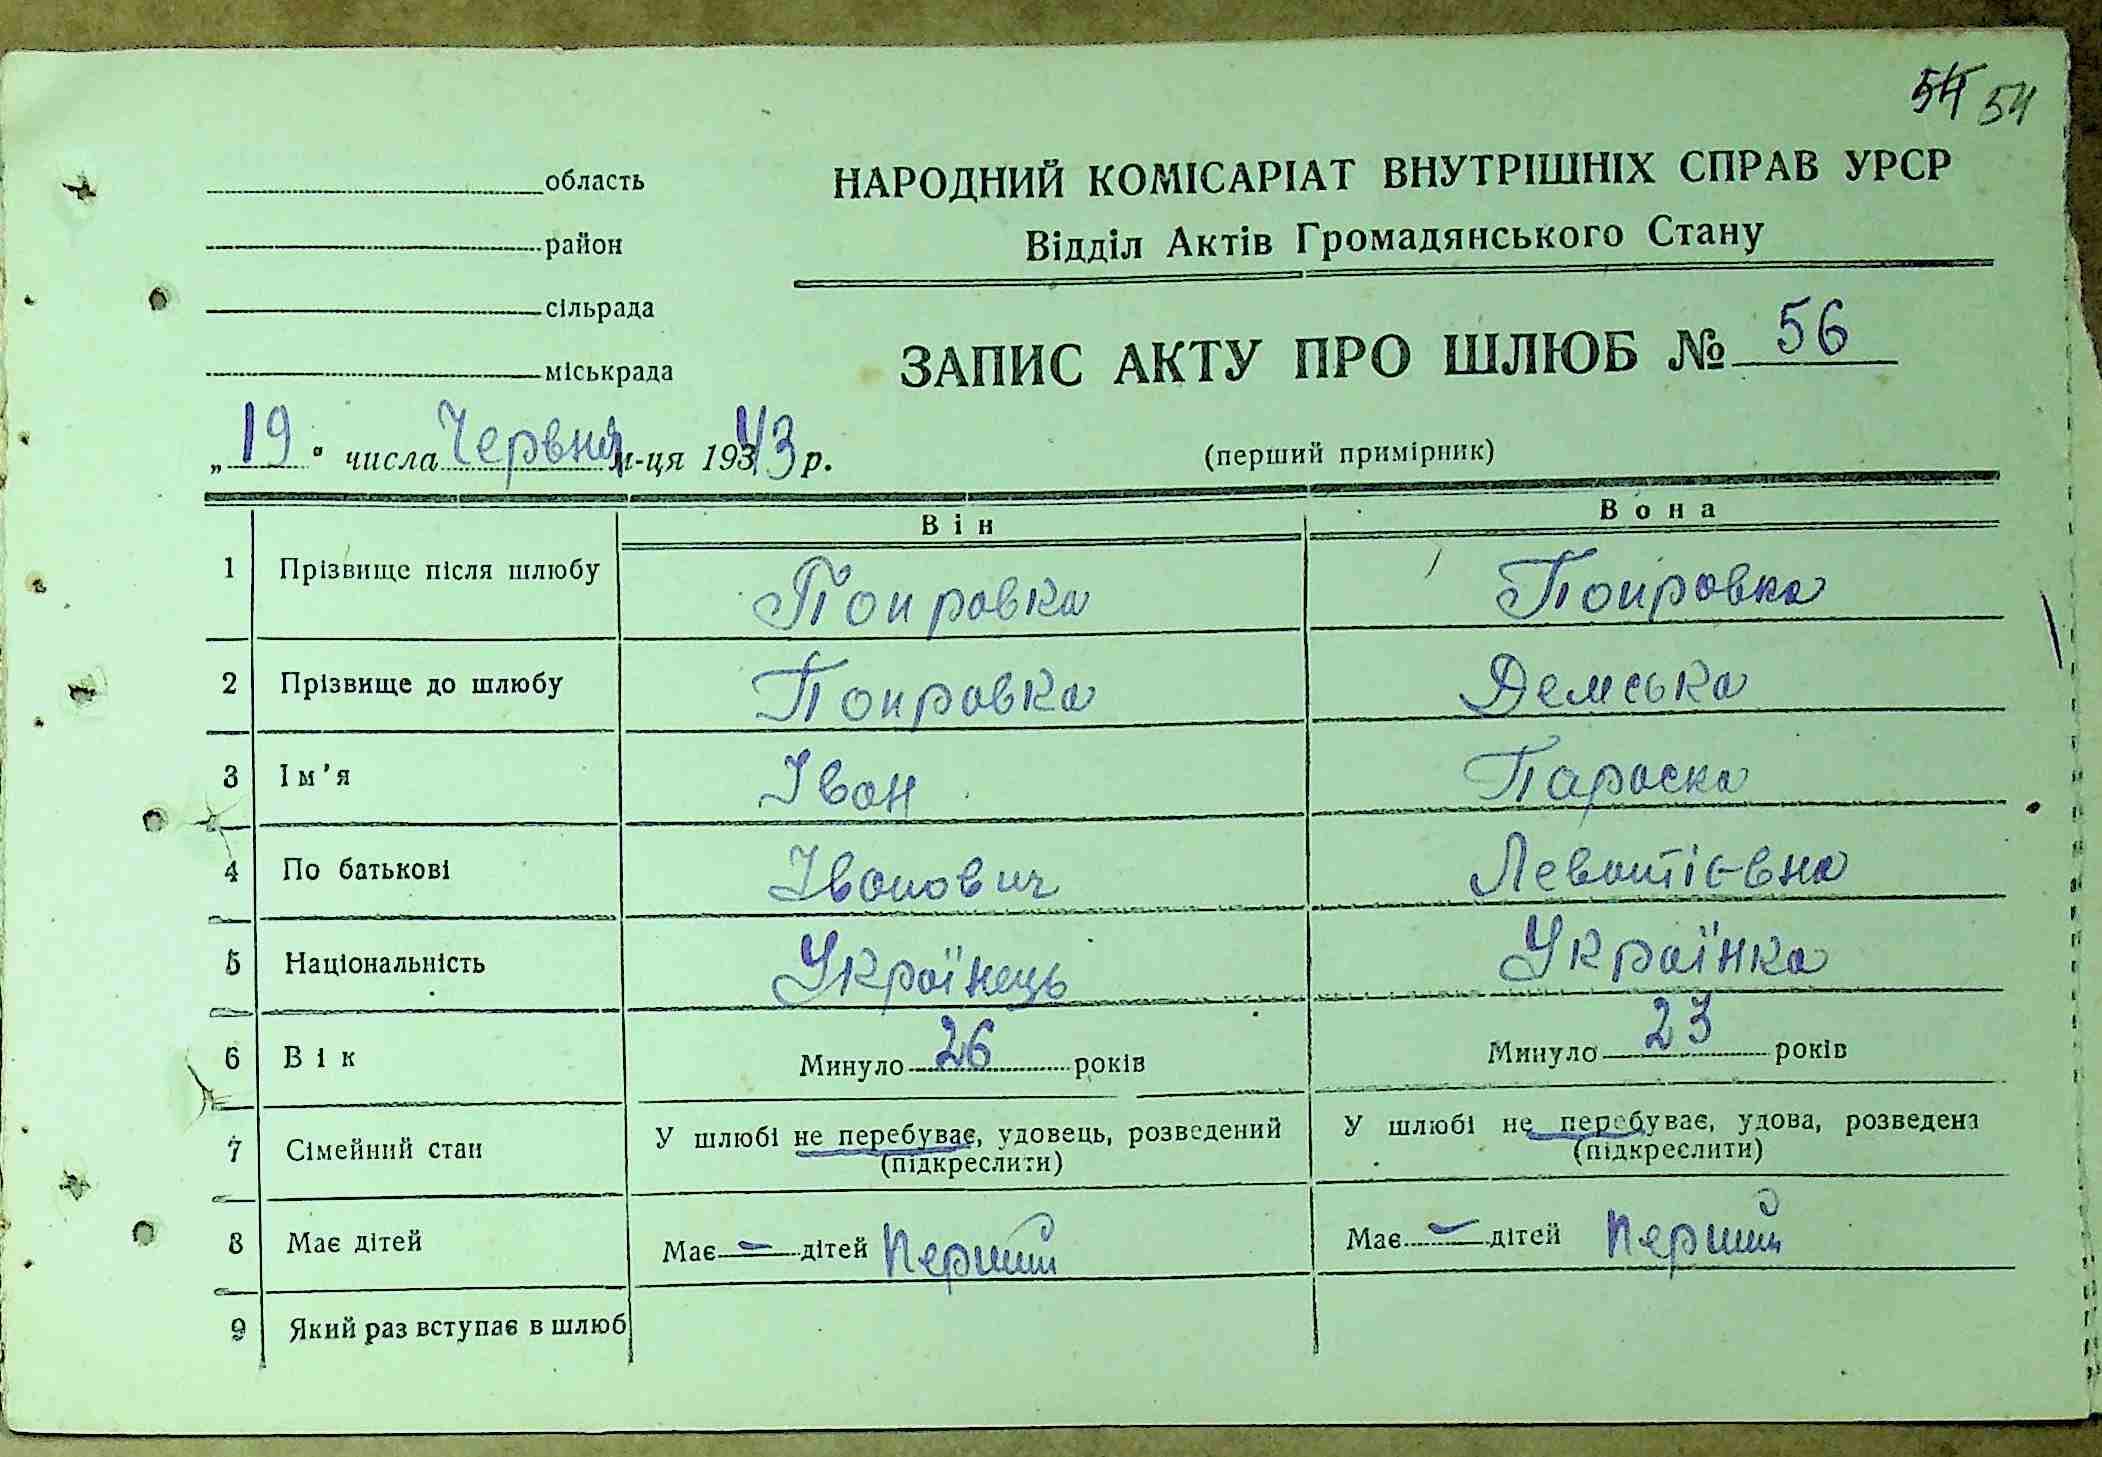 54 54
область
район
сільрада
міськрада
НАРОДНИЙ КОМІСАРІАТ ВНУТРІШНІХ СПРАВ УРСР
Відділ Актів Громадянського Стану
ЗАПИС АКТУ ПРО ШЛЮБ № 56
„19" числа Червня м-ця 1943 р.
(перший примірник)
Він Вона
1 Прізвище після шлюбу Поировка Поировка
2 Прізвище до шлюбу Поировка Демська
3 Ім'я Іван Параска
4 По батькові Іванович Левонтієвна
5 Національність Українець Українка
6 Вік Минуло 26 років Минуло 23 років
7 Сімейний стан У шлюбі не перебуває, удовець, розведений (підкреслити) У шлюбі не перебуває, удова, розведена (підкреслити)
8 Має дітей Має — дітей Перший Має — дітей Перший
9 Який раз вступає в шлюб